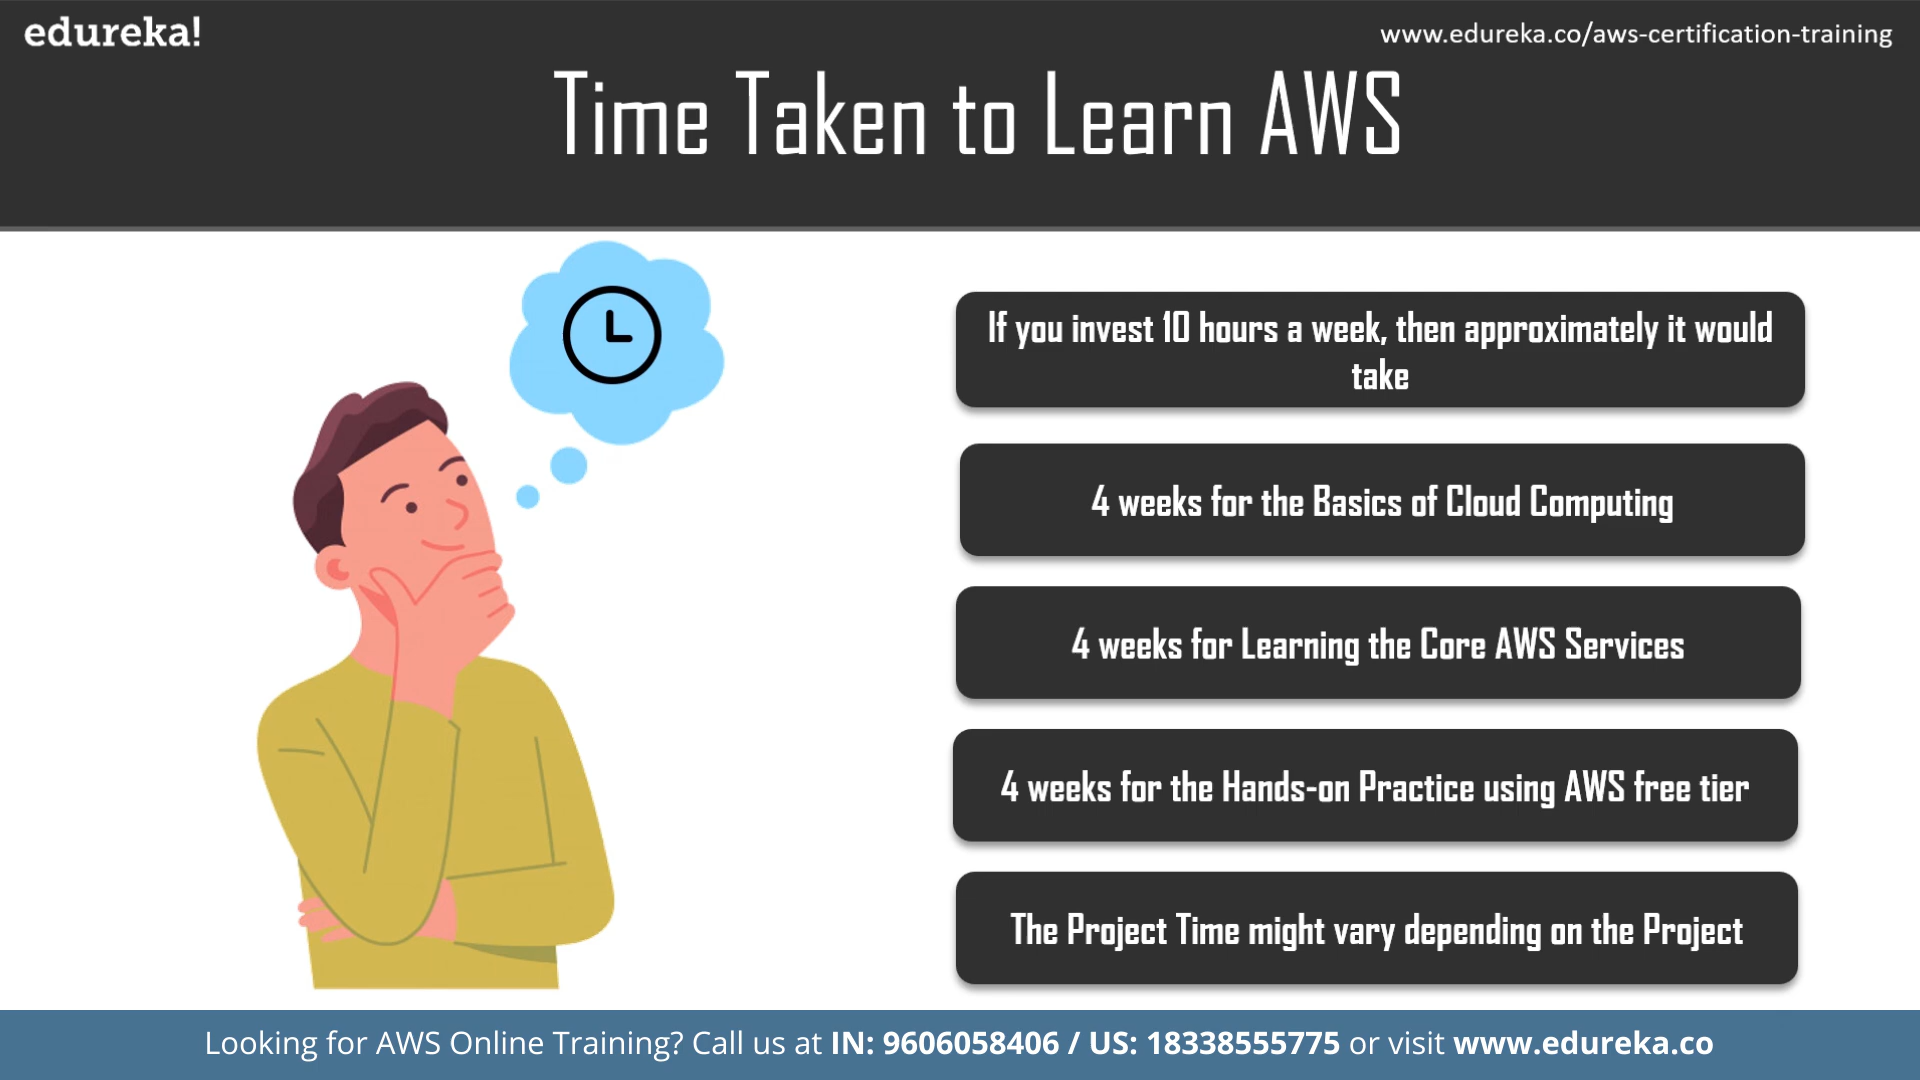 edureka!
www.edureka.co/aws-certification-training
Time Taken to Learn AWS
If you invest 10 hours a week, then approximately it would
take
4 weeks for the Basics of Cloud Computing
4 weeks for Learning the Core AWS Services
4 weeks for the Hands-on Practice using AWS free tier
The Project Time might vary depending on the Project
Looking for AWS Online Training? Call us at IN: 9606058406 / US: 18338555775 or visit www.edureka.co